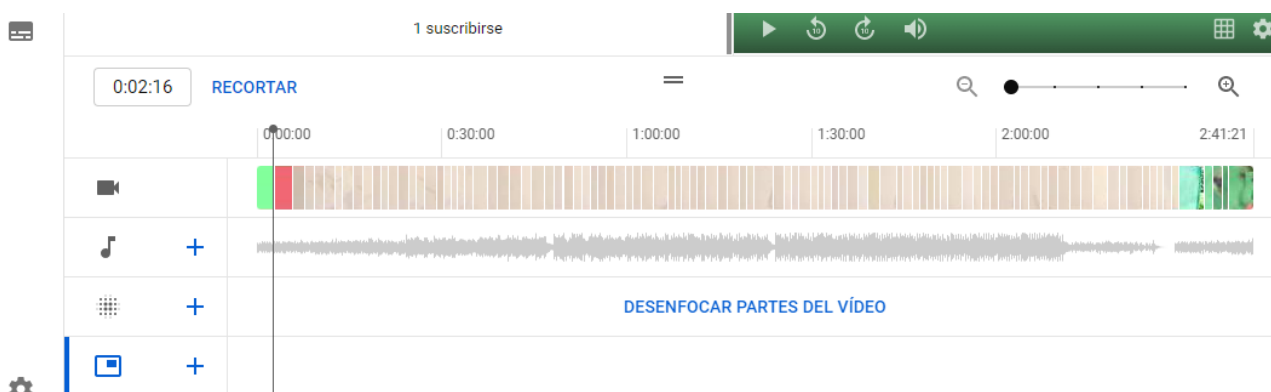 1 suscribirse
0:02:16 RECORTAR
0:00:00 0:30:00 1:00:00 1:30:00 2:00:00 2:41:21
DESENFOCAR PARTES DEL VÍDEO